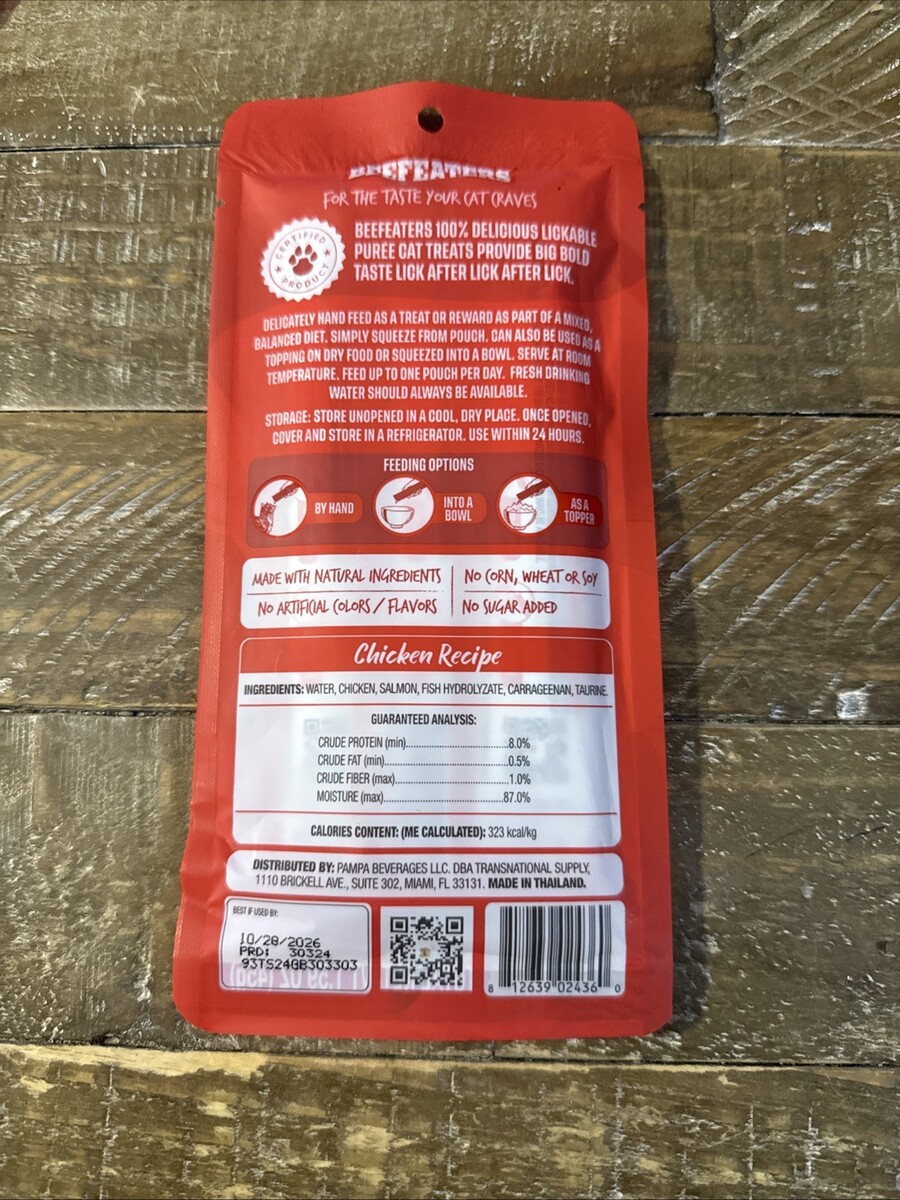 BEEFEATERS
FOR THE TASTE YOUR CAT CRAVES
CERTIFIED PRODUCT
BEEFEATERS 100% DELICIOUS LICKABLE
PURÉE CAT TREATS PROVIDE BIG BOLD
TASTE LICK AFTER LICK AFTER LICK.
DELICATELY HAND FEED AS A TREAT OR REWARD AS PART OF A MIXED,
BALANCED DIET. SIMPLY SQUEEZE FROM POUCH. CAN ALSO BE USED AS A
TOPPING ON DRY FOOD OR SQUEEZED INTO A BOWL. SERVE AT ROOM
TEMPERATURE. FEED UP TO ONE POUCH PER DAY. FRESH DRINKING
WATER SHOULD ALWAYS BE AVAILABLE.
STORAGE: STORE UNOPENED IN A COOL, DRY PLACE. ONCE OPENED,
COVER AND STORE IN A REFRIGERATOR. USE WITHIN 24 HOURS.
FEEDING OPTIONS
BY HAND
INTO A
BOWL
AS A
TOPPER
MADE WITH NATURAL INGREDIENTS
NO CORN, WHEAT OR SOY
NO ARTIFICIAL COLORS / FLAVORS
NO SUGAR ADDED
Chicken Recipe
INGREDIENTS: WATER, CHICKEN, SALMON, FISH HYDROLYZATE, CARRAGEENAN, TAURINE.
GUARANTEED ANALYSIS:
CRUDE PROTEIN (min)..............................8.0%
CRUDE FAT (min)..............................0.5%
CRUDE FIBER (max)..............................1.0%
MOISTURE (max)..............................87.0%
CALORIES CONTENT: (ME CALCULATED): 323 kcal/kg
DISTRIBUTED BY: PAMPA BEVERAGES LLC. DBA TRANSNATIONAL SUPPLY,
1110 BRICKELL AVE., SUITE 302, MIAMI, FL 33131. MADE IN THAILAND.
BEST IF USED BY:
10/28/2026
PRD: 30324
93TS24GB303303
8 12639 02436 0